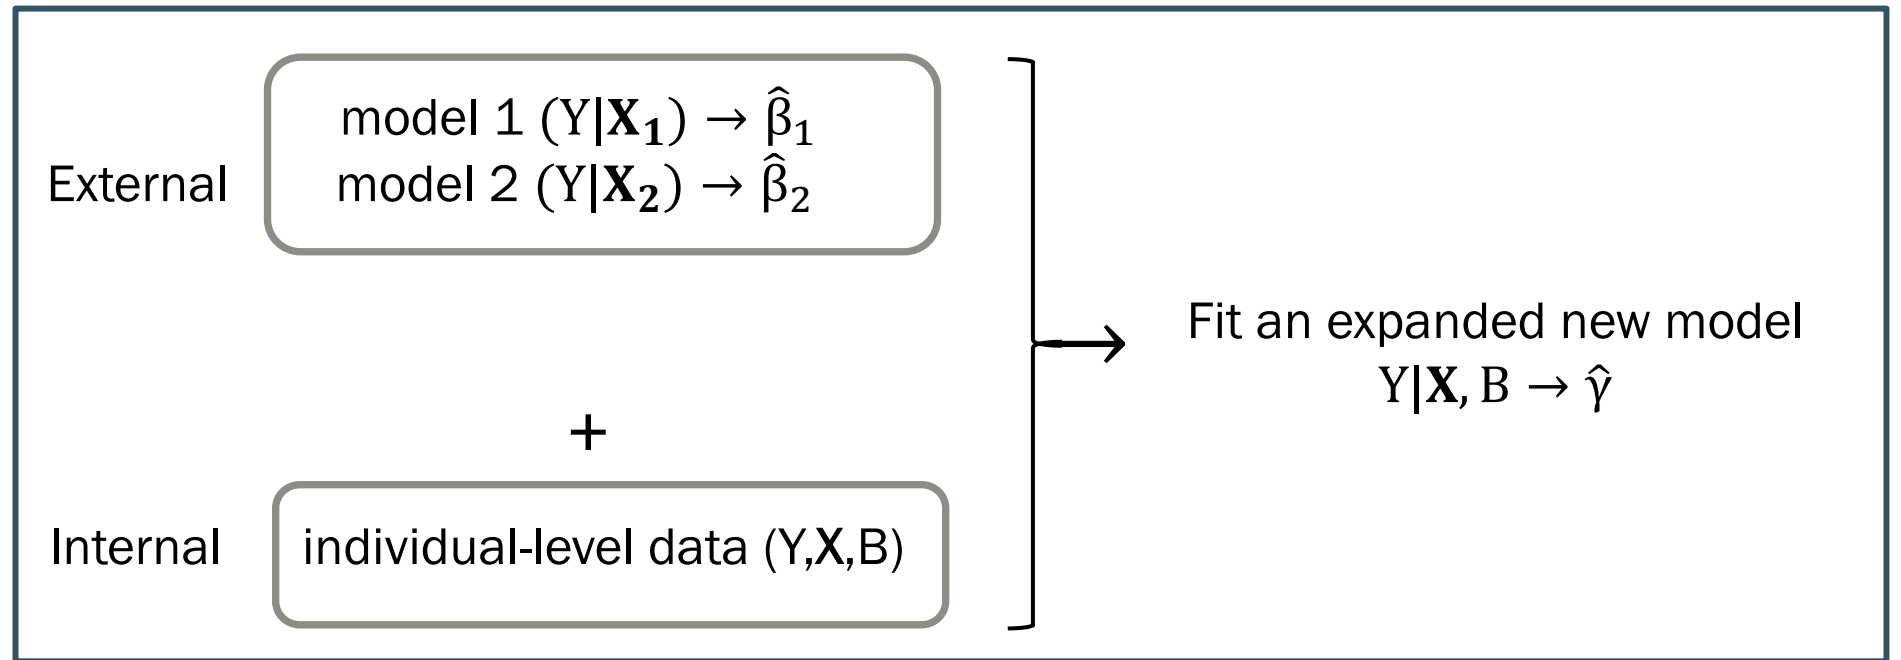 model 1 (Y|X₁) → β̂₁
External
model 2 (Y|X₂) → β̂₂
+
Internal
individual-level data (Y,X,B)
Fit an expanded new model
Y|X, B → γ̂